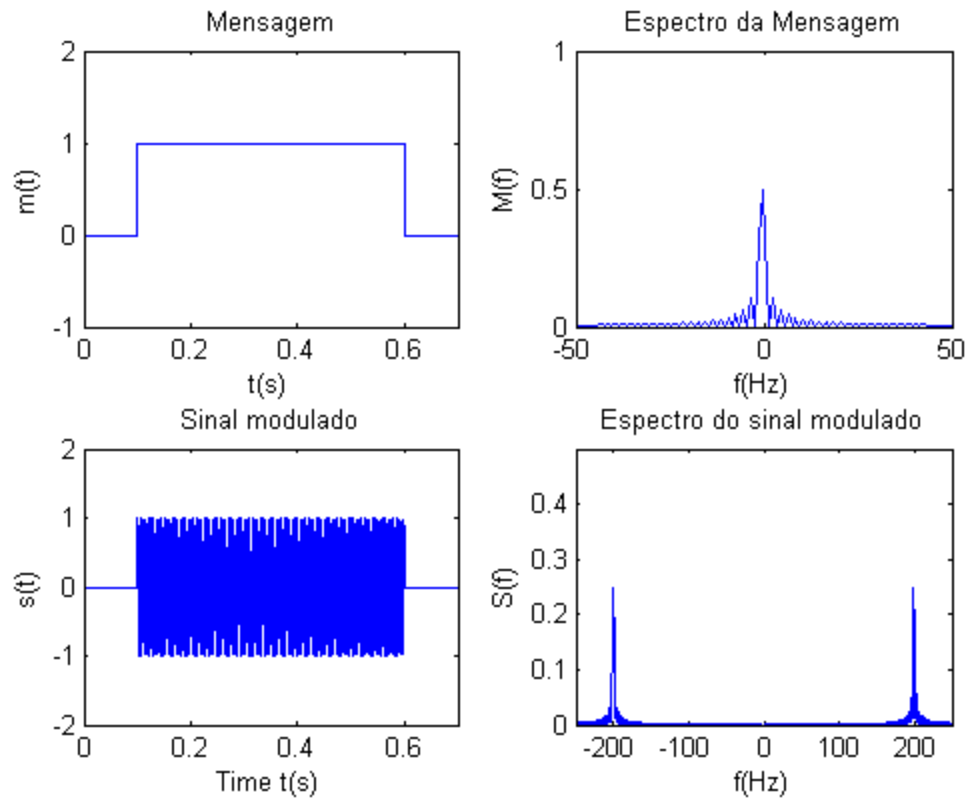 Mensagem
2
1
0
-1
m(t)
0 0.2 0.4 0.6
t(s)
Espectro da Mensagem
1
0.5
0
M(f)
-50 0 50
f(Hz)
Sinal modulado
2
1
0
-1
-2
s(t)
0 0.2 0.4 0.6
Time t(s)
Espectro do sinal modulado
0.4
0.3
0.2
0.1
0
S(f)
-200 -100 0 100 200
f(Hz)